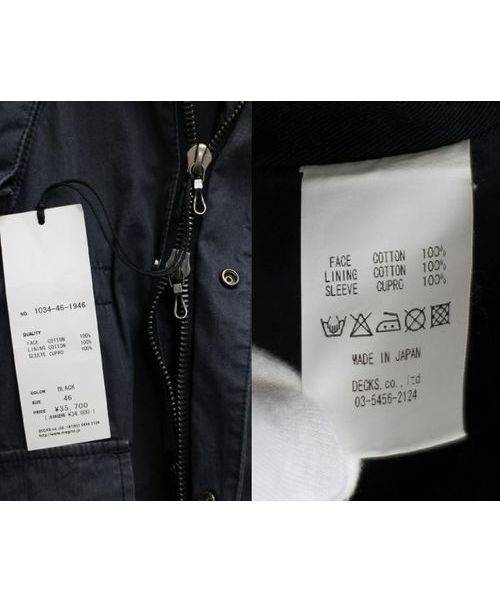 NO. 1034-46-1946
QUALITY
FACE COTTON 100%
LINING COTTON 100%
SLEEVE CUPRO 100%
COLOR BLACK
SIZE 46
PRICE ¥35,700
¥34,000)
FACE COTTON 100%
LINING COTTON 100%
SLEEVE CUPRO 100%
MADE IN JAPAN
DECKS.co.,ltd
03-5456-2124